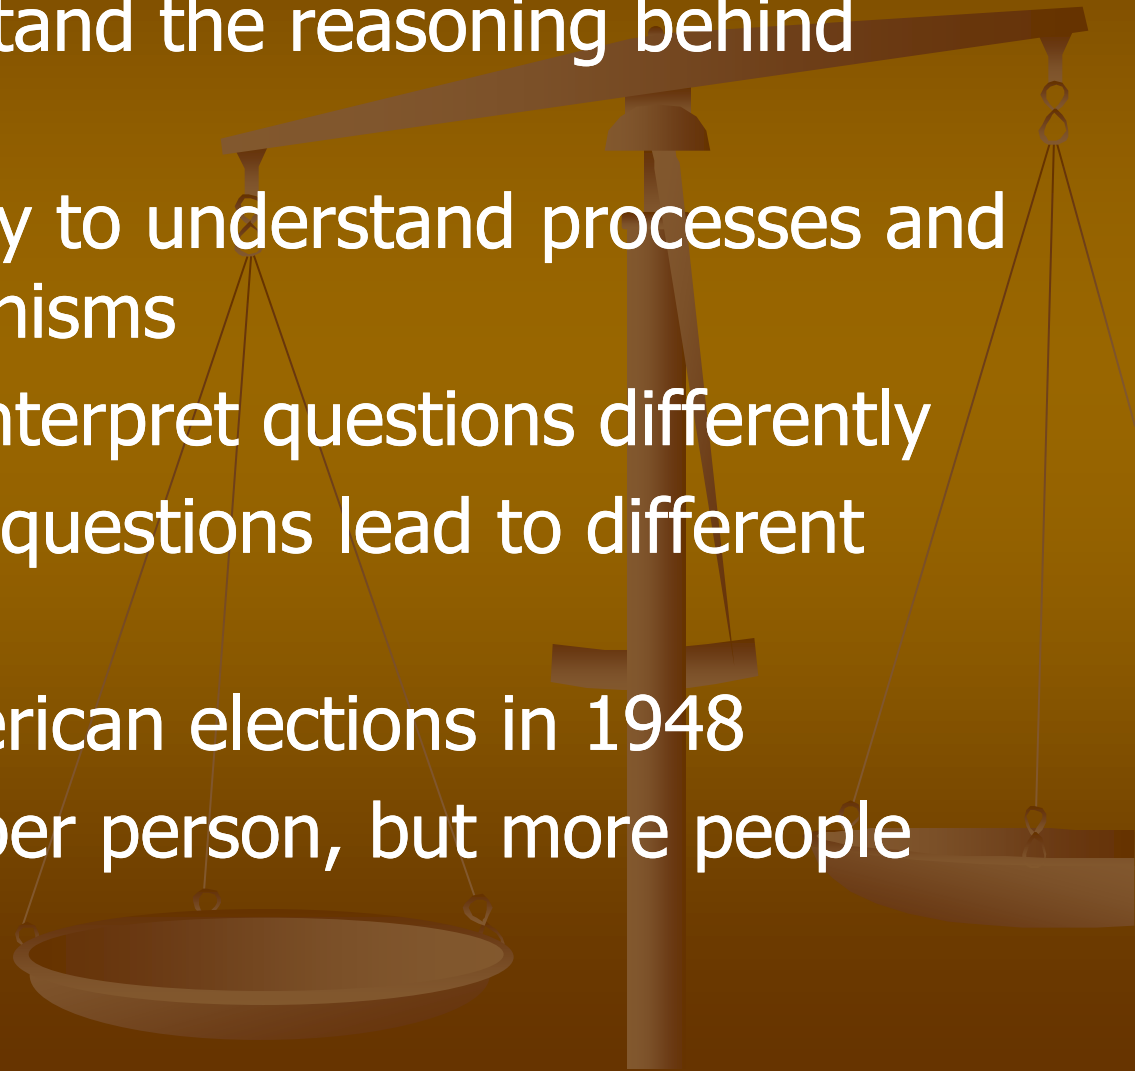 tand the reasoning behind
y to understand processes and
nisms
nterpret questions differently
questions lead to different
erican elections in 1948
per person, but more people